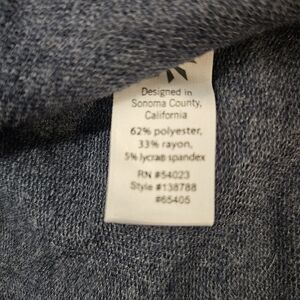 Designed in
Sonoma County,
California
62% polyester,
33% rayon,
5% lycra® spandex
RN #54023
Style #138788
#65405